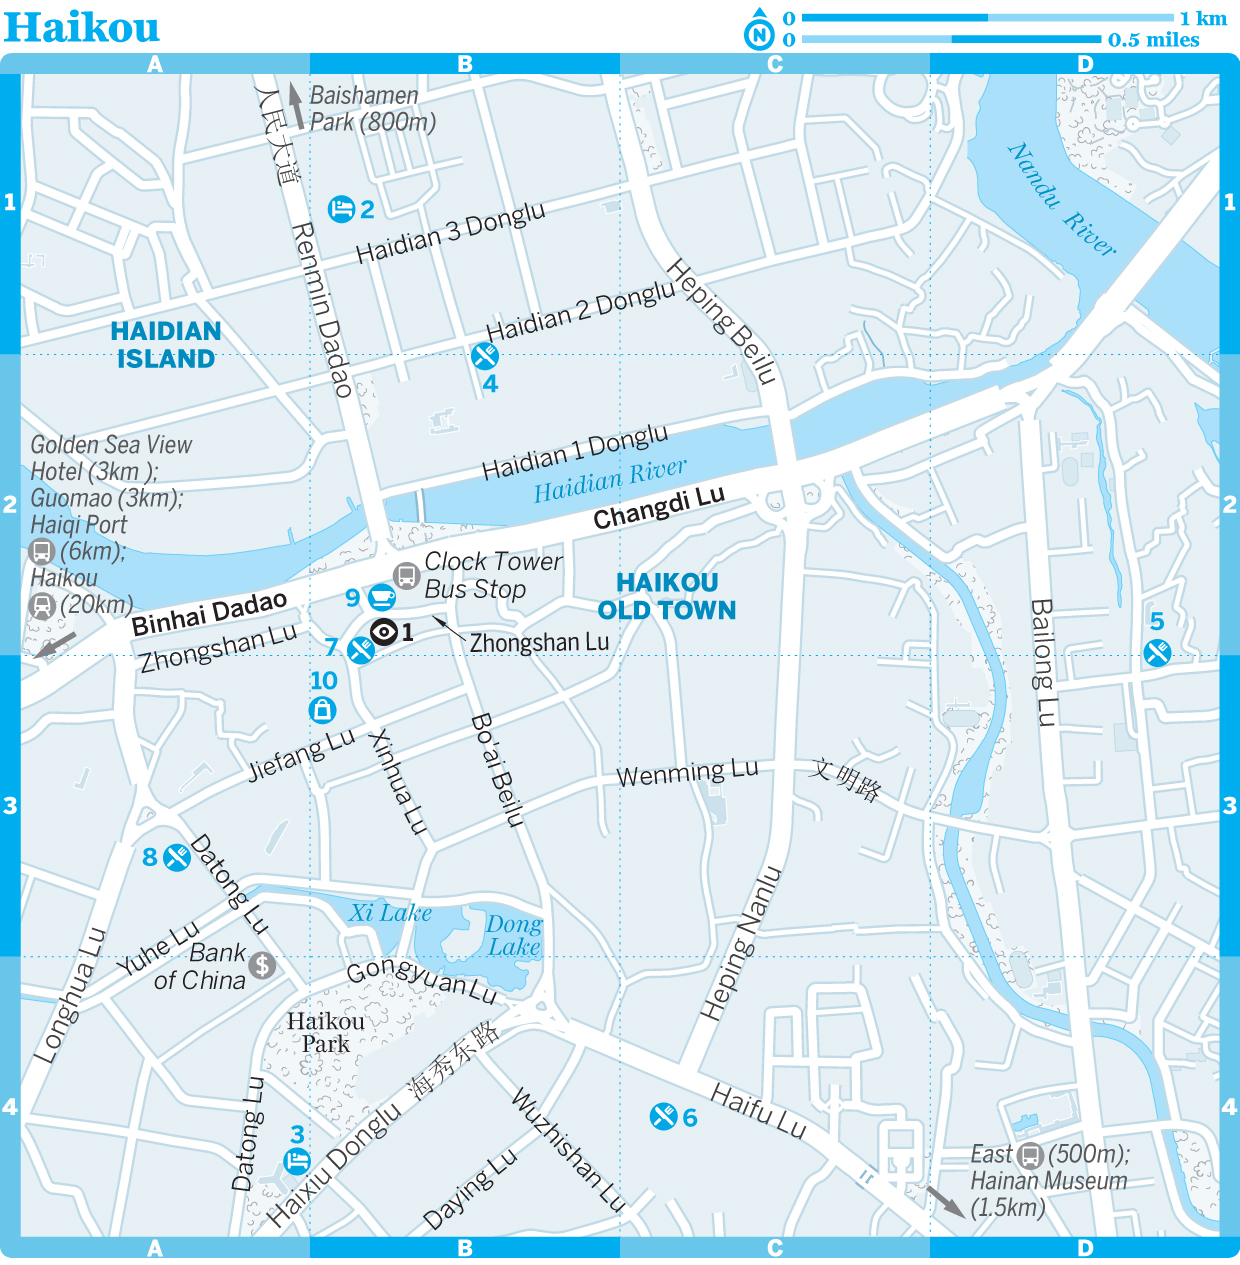 Haikou
0 1 km
0 0.5 miles
N
A B C D
1 1
2 2
3 3
4 4
Baishamen
Park (800m)
人民大道
Renmin Dadao
2
Haidian 3 Donglu
Nandu River
HAIDIAN
ISLAND
Haidian 2 Donglu
Heping Beilu
4
Golden Sea View
Hotel (3km );
Guomao (3km);
Haiqi Port
(6km);
Haikou
(20km)
Haidian 1 Donglu
Haidian River
Changdi Lu
Clock Tower
Bus Stop
HAIKOU
OLD TOWN
9
Binhai Dadao
Zhongshan Lu
1
7
Zhongshan Lu
5
Bailong Lu
10
Jiefang Lu
Xinhua Lu
Bo'ai Beilu
Wenming Lu
文明路
8
Datong Lu
Xi Lake
Dong
Lake
Yuhe Lu
Bank
of China
$
Gongyuan Lu
Heping Nanlu
Longhua Lu
Haikou
Park
海秀东路
Datong Lu
3
Haixiu Donglu
Wuzhishan Lu
Daying Lu
Haifu Lu
6
East (500m);
Hainan Museum
(1.5km)
A B C D